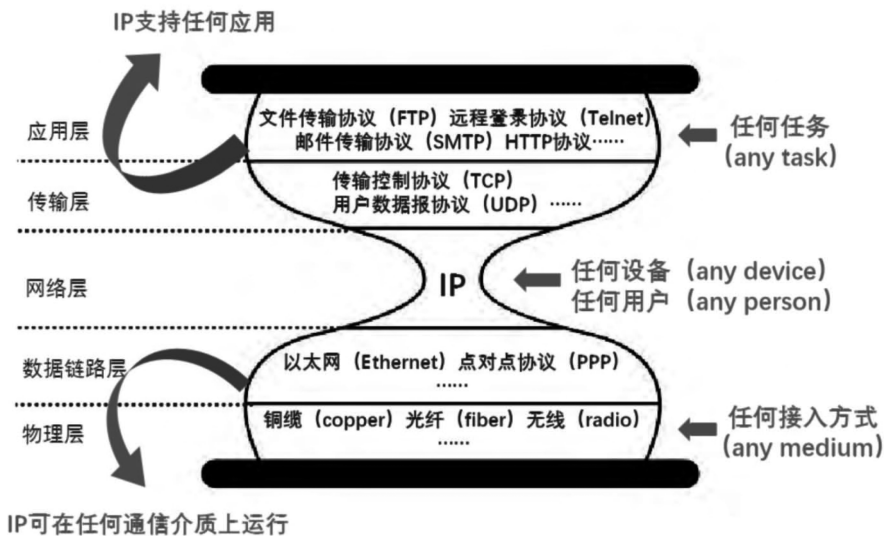 IP支持任何应用
应用层
文件传输协议（FTP）远程登录协议（Telnet）
邮件传输协议（SMTP）HTTP协议……
任何任务
（any task）
传输层
传输控制协议（TCP）
用户数据报协议（UDP）……
网络层
IP
任何设备（any device）
任何用户（any person）
数据链路层
以太网（Ethernet）点对点协议（PPP）
……
物理层
铜缆（copper）光纤（fiber）无线（radio）
……
任何接入方式
（any medium）
IP可在任何通信介质上运行